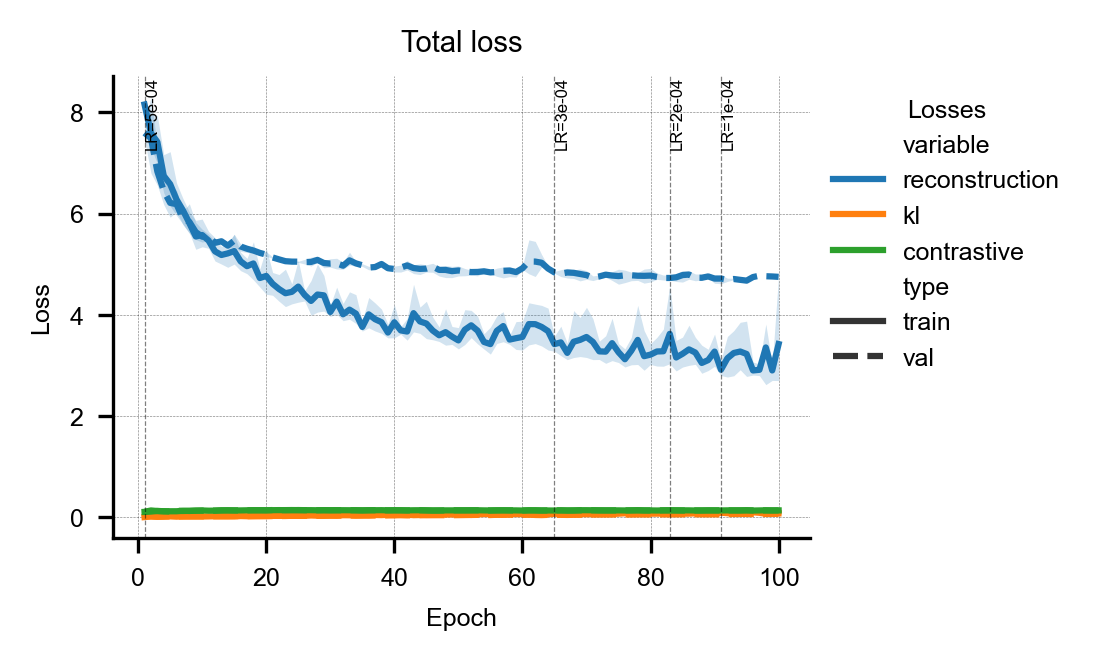 Total loss
LR=5e-04
LR=3e-04
LR=2e-04
LR=1e-04
8
6
4
2
0
Loss
0 20 40 60 80 100
Epoch
Losses
variable
reconstruction
kl
contrastive
type
train
val